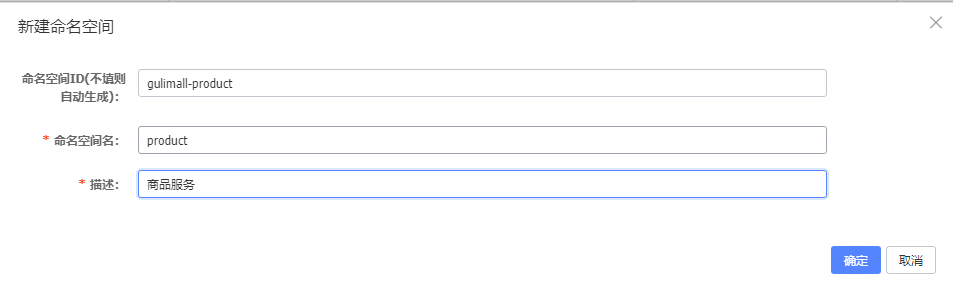 新建命名空间
命名空间ID(不填则
自动生成):
gulimall-product
* 命名空间名:
product
* 描述:
商品服务
确定
取消